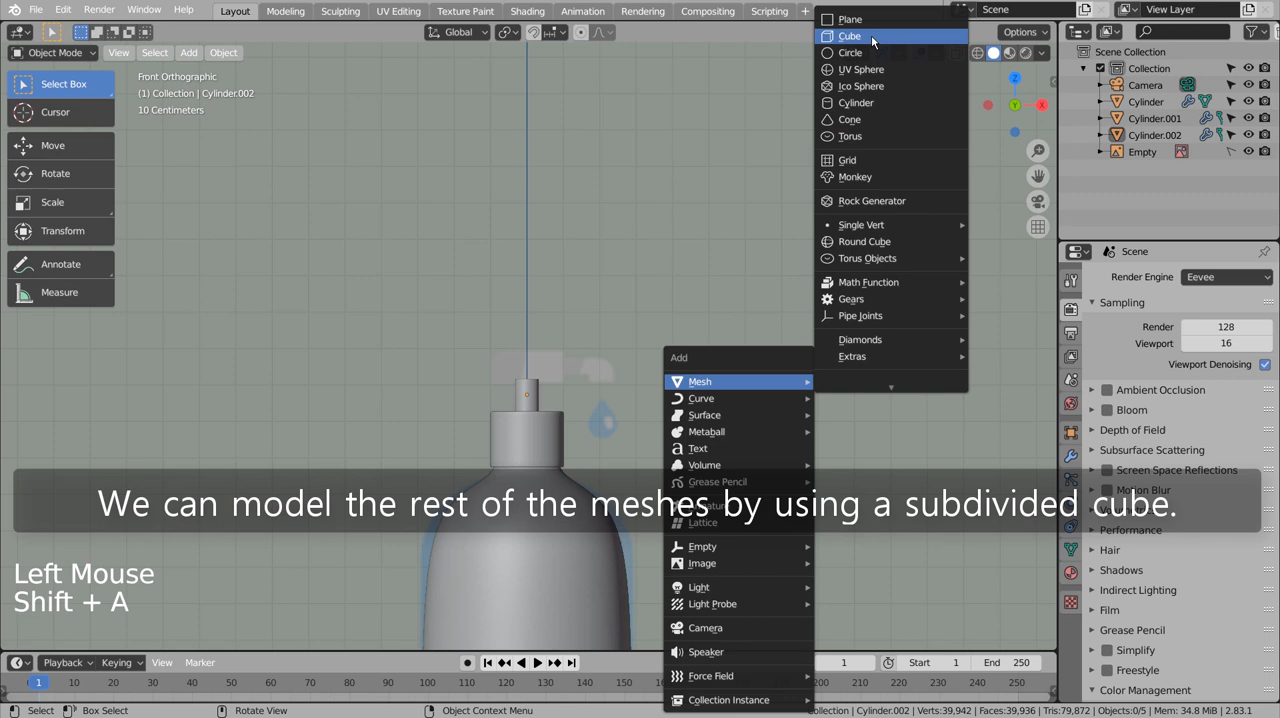 File Edit Render Window Help
Layout Modeling Sculpting UV Editing Texture Paint Shading Animation Rendering Compositing Scripting +
Scene
View Layer
Object Mode View Select Add Object
Global
Options
Select Box
Cursor
Move
Rotate
Scale
Transform
Annotate
Measure
Front Orthographic
(1) Collection | Cylinder.002
10 Centimeters
Z
Y
X
Add
Mesh
Curve
Surface
Metaball
Text
Volume
Grease Pencil
Lattice
Empty
Image
Light
Light Probe
Camera
Speaker
Force Field
Collection Instance
Plane
Cube
Circle
UV Sphere
Ico Sphere
Cylinder
Cone
Torus
Grid
Monkey
Rock Generator
Single Vert
Round Cube
Torus Objects
Math Function
Gears
Pipe Joints
Diamonds
Extras
Scene Collection
Collection
Camera
Cylinder
Cylinder.001
Cylinder.002
Empty
Scene
Render Engine Eevee
Sampling
Render 128
Viewport 16
Viewport Denoising
Ambient Occlusion
Bloom
Depth of Field
Subsurface Scattering
Screen Space Reflections
Motion Blur
Performance
Hair
Shadows
Indirect Lighting
Film
Grease Pencil
Simplify
Freestyle
Color Management
We can model the rest of the meshes by using a subdivided cube.
Left Mouse
Shift + A
Playback Keying View Marker
1 Start 1 End 250
1 10 20 30 40 50 60 70 80 90 100 110 120 130 140 150 200 210 220 230 240 250
Select Box Select Rotate View Object Context Menu
Collection | Cylinder.002 | Verts:39,942 | Faces:39,936 | Tris:79,872 | Objects:0/5 | Mem: 34.8 MiB | 2.83.1